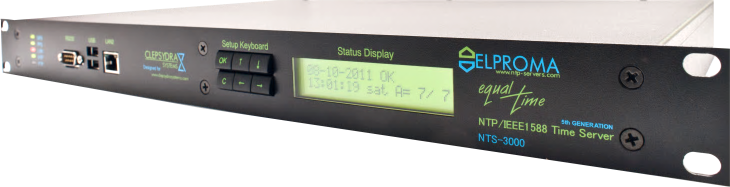 CLEPSYDRA
Setup Keyboard
OK ↑ ↓
C ← →
Status Display
08-10-2011 OK
13:01:19 sat A= 7/ 7
ELPROMA
www.ntp-servers.com
equal
time
5th GENERATION
NTP/IEEE1588 Time Server
NTS-3000